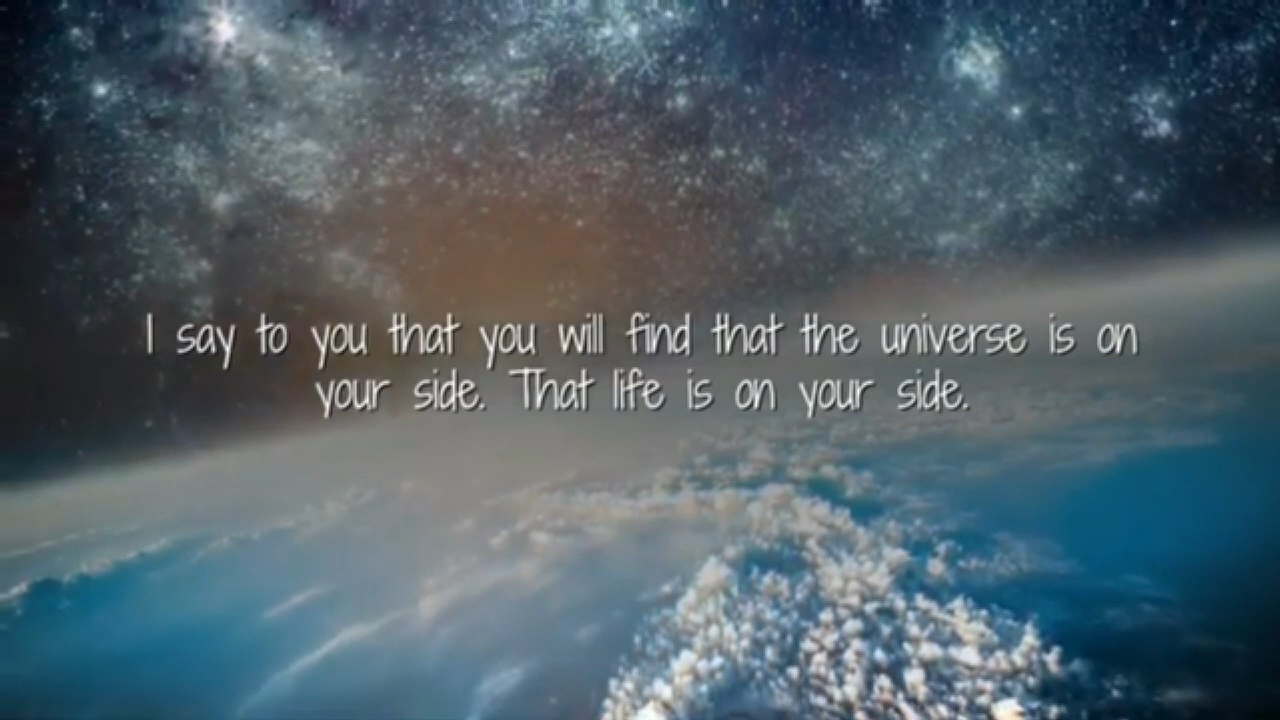 I say to you that you will find that the universe is on
your side. That life is on your side.